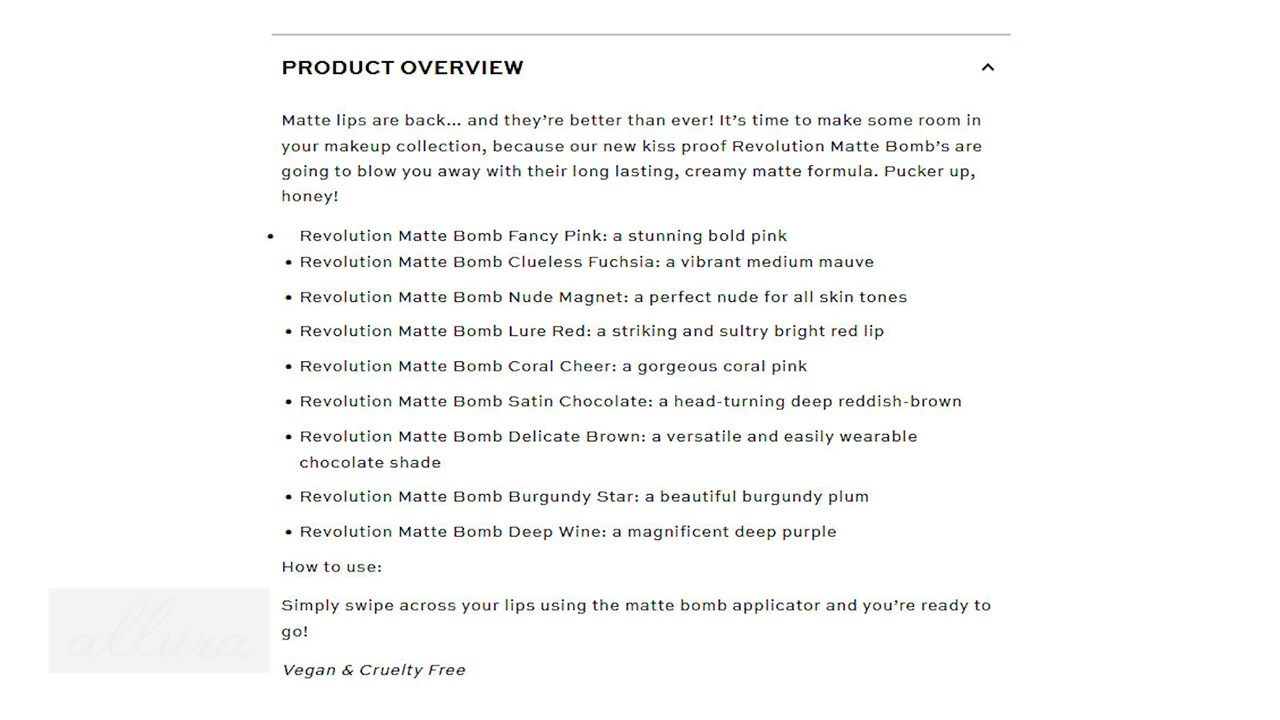 PRODUCT OVERVIEW
Matte lips are back... and they're better than ever! It's time to make some room in
your makeup collection, because our new kiss proof Revolution Matte Bomb's are
going to blow you away with their long lasting, creamy matte formula. Pucker up,
honey!
• Revolution Matte Bomb Fancy Pink: a stunning bold pink
• Revolution Matte Bomb Clueless Fuchsia: a vibrant medium mauve
• Revolution Matte Bomb Nude Magnet: a perfect nude for all skin tones
• Revolution Matte Bomb Lure Red: a striking and sultry bright red lip
• Revolution Matte Bomb Coral Cheer: a gorgeous coral pink
• Revolution Matte Bomb Satin Chocolate: a head-turning deep reddish-brown
• Revolution Matte Bomb Delicate Brown: a versatile and easily wearable
chocolate shade
• Revolution Matte Bomb Burgundy Star: a beautiful burgundy plum
• Revolution Matte Bomb Deep Wine: a magnificent deep purple
How to use:
Simply swipe across your lips using the matte bomb applicator and you're ready to
go!
Vegan & Cruelty Free
allura